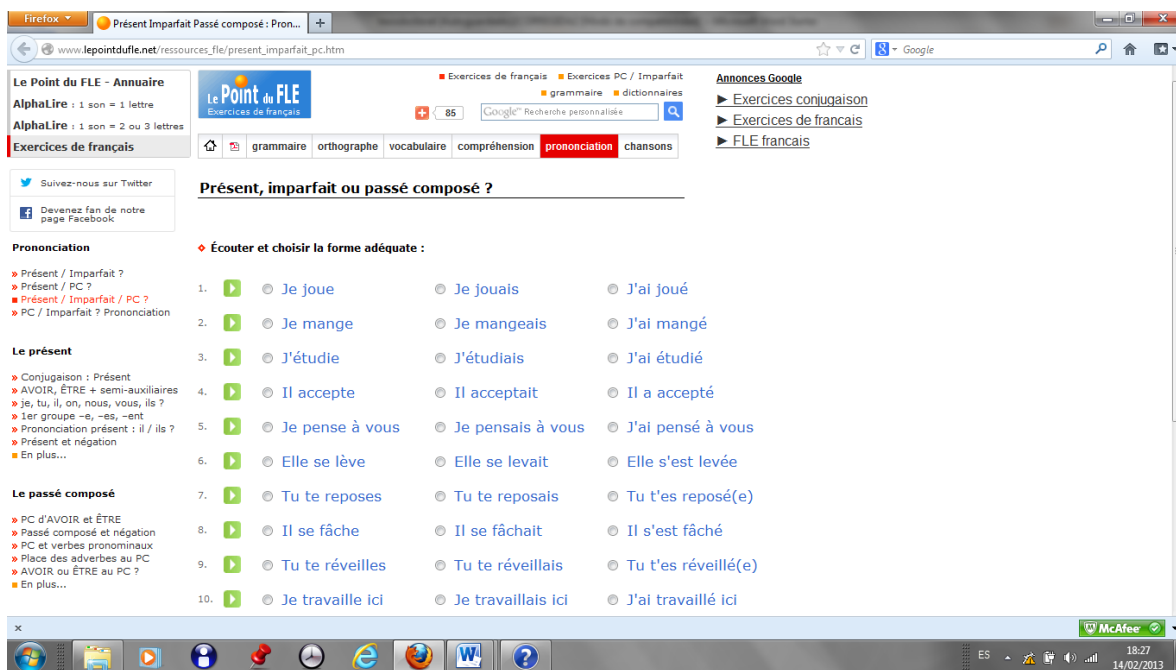 Firefox
Présent Imparfait Passé composé : Pron...
www.lepointdufle.net/ressources_fle/present_imparfait_pc.htm
Google
Le Point du FLE - Annuaire
AlphaLire : 1 son = 1 lettre
AlphaLire : 1 son = 2 ou 3 lettres
Exercices de français
Suivez-nous sur Twitter
Devenez fan de notre
page Facebook
Prononciation
» Présent / Imparfait ?
» Présent / PC ?
Présent / Imparfait / PC ?
» PC / Imparfait ? Prononciation
Le présent
» Conjugaison : Présent
» AVOIR, ÊTRE + semi-auxiliaires
» je, tu, il, on, nous, vous, ils ?
» 1er groupe –e, –es, –ent
» Prononciation présent : il / ils ?
» Présent et négation
En plus...
Le passé composé
» PC d'AVOIR et ÊTRE
» Passé composé et négation
» PC et verbes pronominaux
» Place des adverbes au PC
» AVOIR ou ÊTRE au PC ?
En plus...
Le Point du FLE
Exercices de français
Exercices de français Exercices PC / Imparfait
grammaire dictionnaires
85
Google™ Recherche personnalisée
grammaire orthographe vocabulaire compréhension prononciation chansons
Présent, imparfait ou passé composé ?
Écouter et choisir la forme adéquate :
1. Je joue Je jouais J'ai joué
2. Je mange Je mangeais J'ai mangé
3. J'étudie J'étudiais J'ai étudié
4. Il accepte Il acceptait Il a accepté
5. Je pense à vous Je pensais à vous J'ai pensé à vous
6. Elle se lève Elle se levait Elle s'est levée
7. Tu te reposes Tu te reposais Tu t'es reposé(e)
8. Il se fâche Il se fâchait Il s'est fâché
9. Tu te réveilles Tu te réveillais Tu t'es réveillé(e)
10. Je travaille ici Je travaillais ici J'ai travaillé ici
Annonces Google
► Exercices conjugaison
► Exercices de francais
► FLE francais
McAfee
ES
18:27
14/02/2013